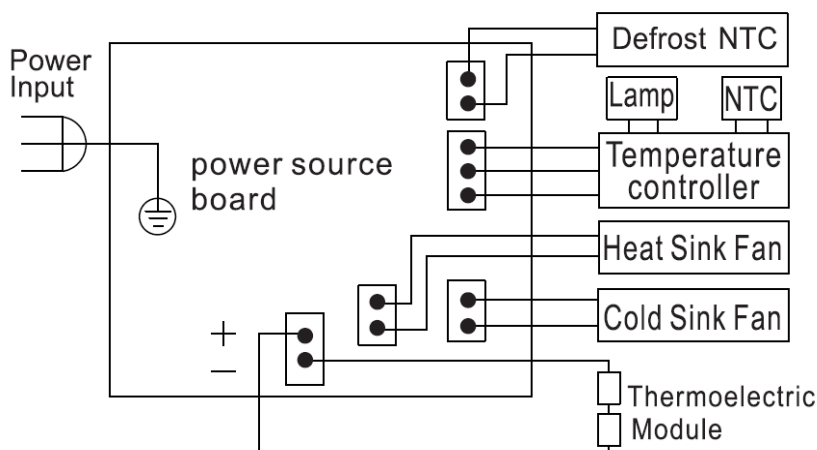 Power
Input
power source
board
Defrost NTC
Lamp
NTC
Temperature
controller
Heat Sink Fan
Cold Sink Fan
+
−
Thermoelectric
Module